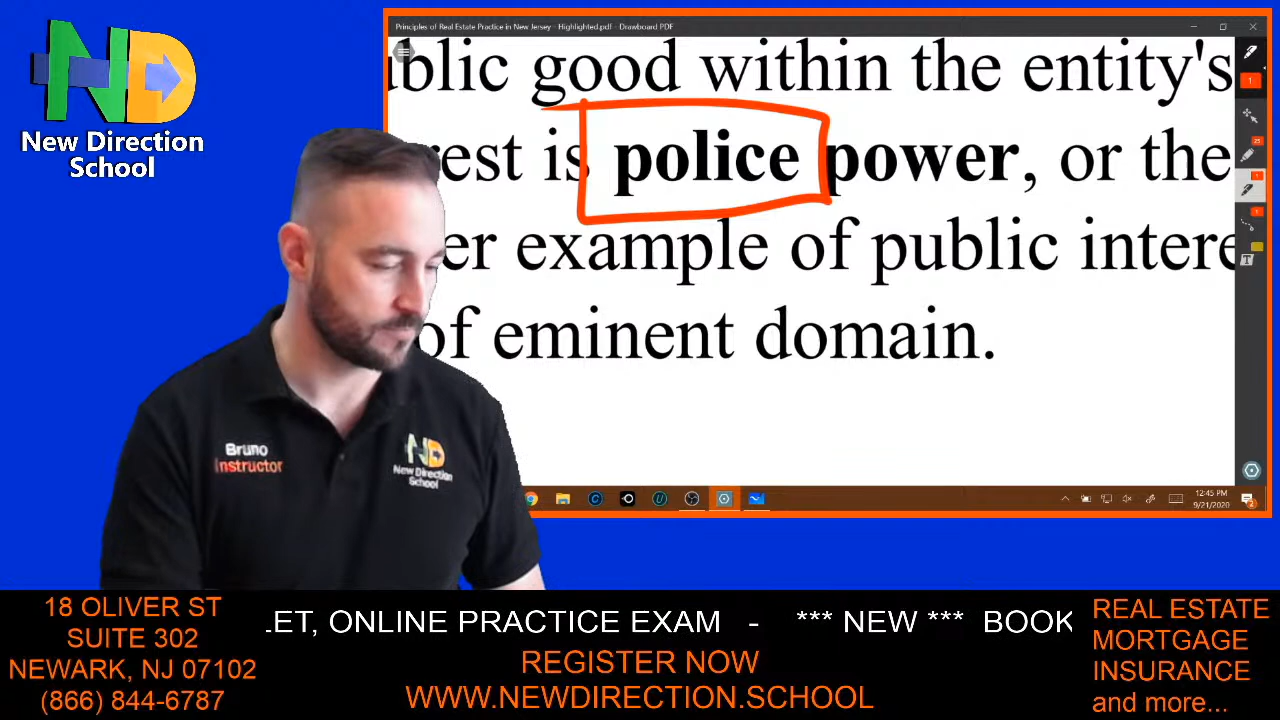 ND
New Direction
School
Principles of Real Estate Practice in New Jersey - Highlighted.pdf - Drawboard PDF
ublic good within the entity's
rest is police power, or the
er example of public intere
of eminent domain.
Bruno
Instructor
New Direction
School
12:45 PM
9/21/2020
18 OLIVER ST
SUITE 302
NEWARK, NJ 07102
(866) 844-6787
LET, ONLINE PRACTICE EXAM - *** NEW *** BOOK
REGISTER NOW
WWW.NEWDIRECTION.SCHOOL
REAL ESTATE
MORTGAGE
INSURANCE
and more...